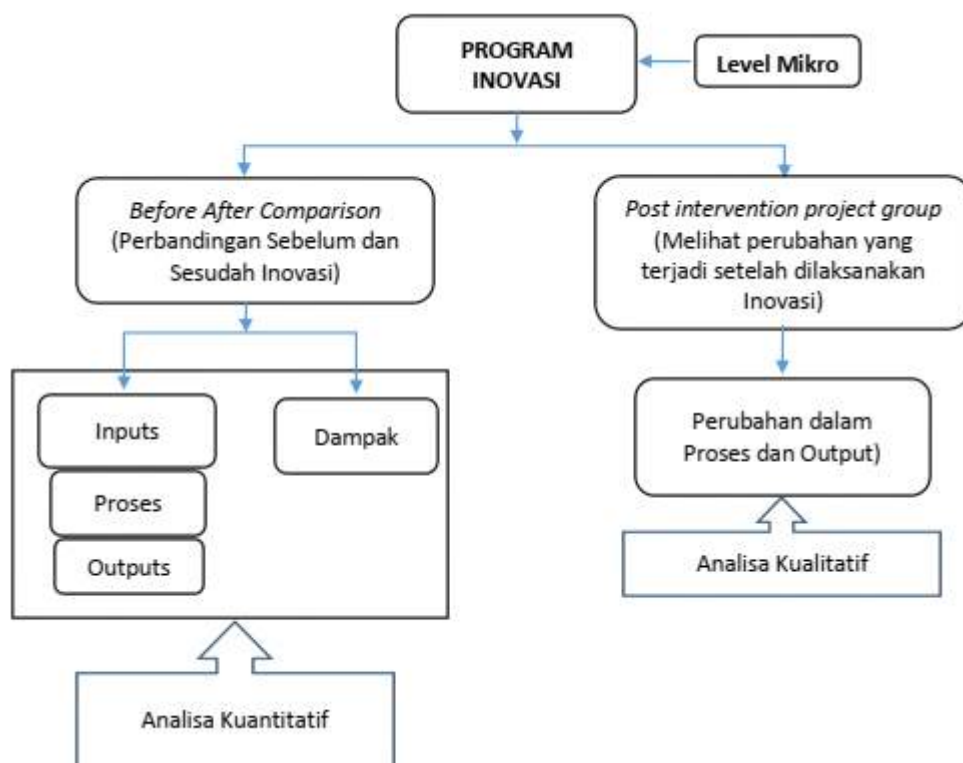 PROGRAM
INOVASI
Level Mikro
Before After Comparison
(Perbandingan Sebelum dan
Sesudah Inovasi)
Post intervention project group
(Melihat perubahan yang
terjadi setelah dilaksanakan
Inovasi)
Inputs
Proses
Outputs
Dampak
Perubahan dalam
Proses dan Output)
Analisa Kualitatif
Analisa Kuantitatif